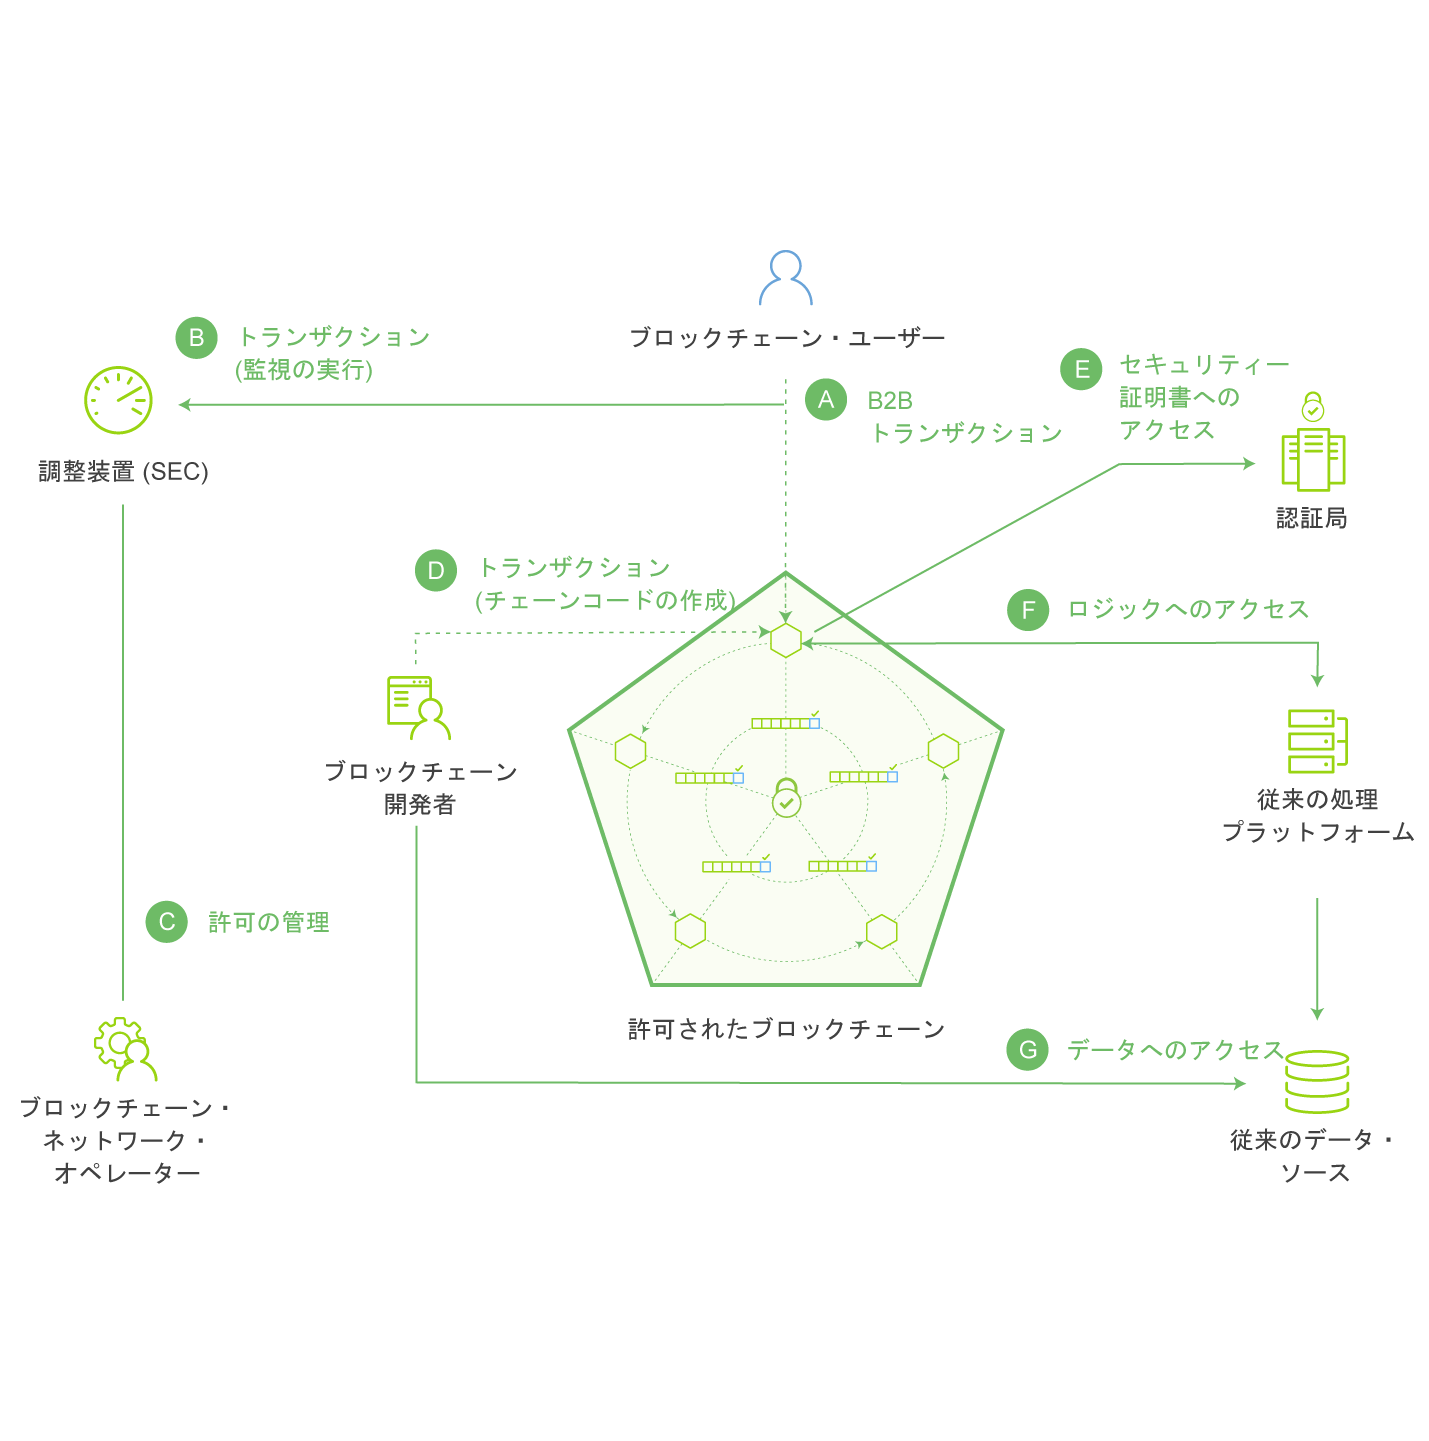 ブロックチェーン・ユーザー
B
トランザクション
(監視の実行)
調整装置 (SEC)
A
B2B
トランザクション
E
セキュリティー
証明書への
アクセス
認証局
D
トランザクション
(チェーンコードの作成)
F
ロジックへのアクセス
ブロックチェーン
開発者
従来の処理
プラットフォーム
C
許可の管理
許可されたブロックチェーン
G
データへのアクセス
ブロックチェーン・
ネットワーク・
オペレーター
従来のデータ・
ソース